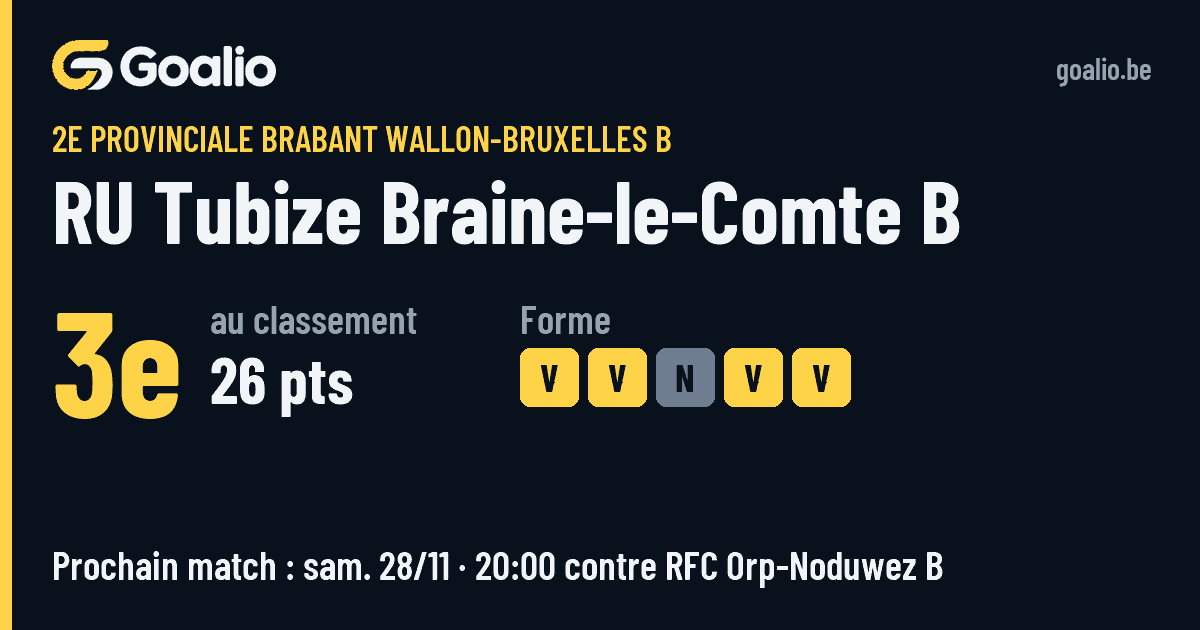 Goalio
goalio.be
2E PROVINCIALE BRABANT WALLON-BRUXELLES B
RU Tubize Braine-le-Comte B
3e
au classement
26 pts
Forme
V V N V V
Prochain match : sam. 28/11 · 20:00 contre RFC Orp-Noduwez B